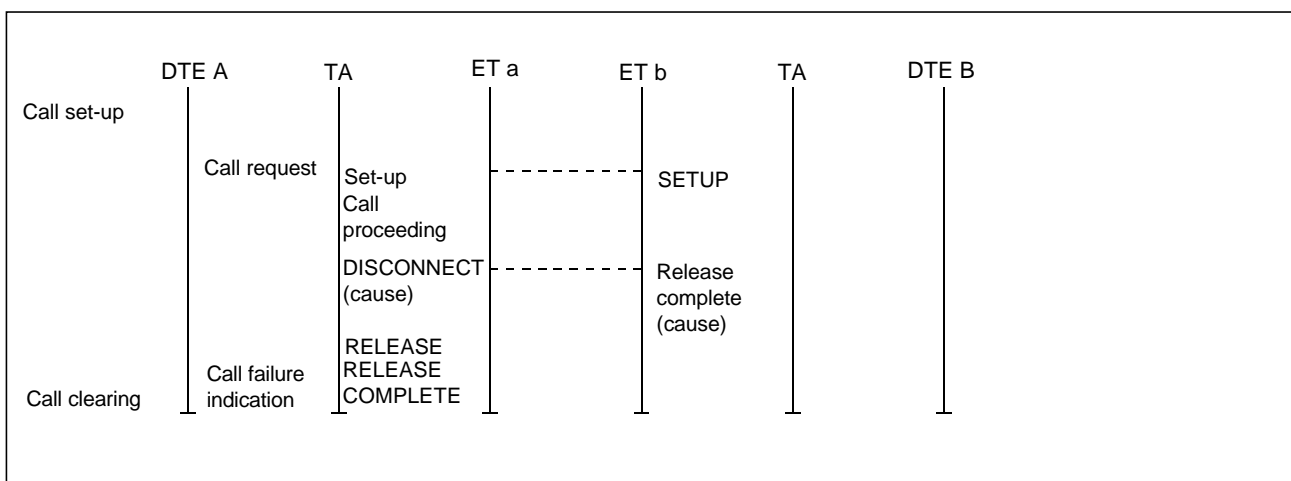 DTE A TA ET a ET b TA DTE B
Call set-up
Call request
Set-up
Call
proceeding
SETUP
DISCONNECT
(cause)
Release
complete
(cause)
RELEASE
RELEASE
COMPLETE
Call failure
indication
Call clearing